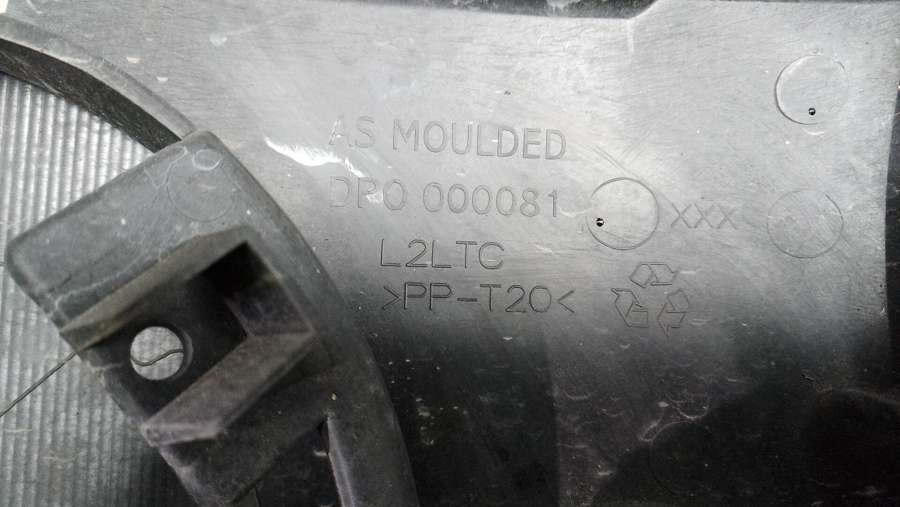 AS MOULDED
DPO 000081 XXX
L2LTC
>PP-T20<